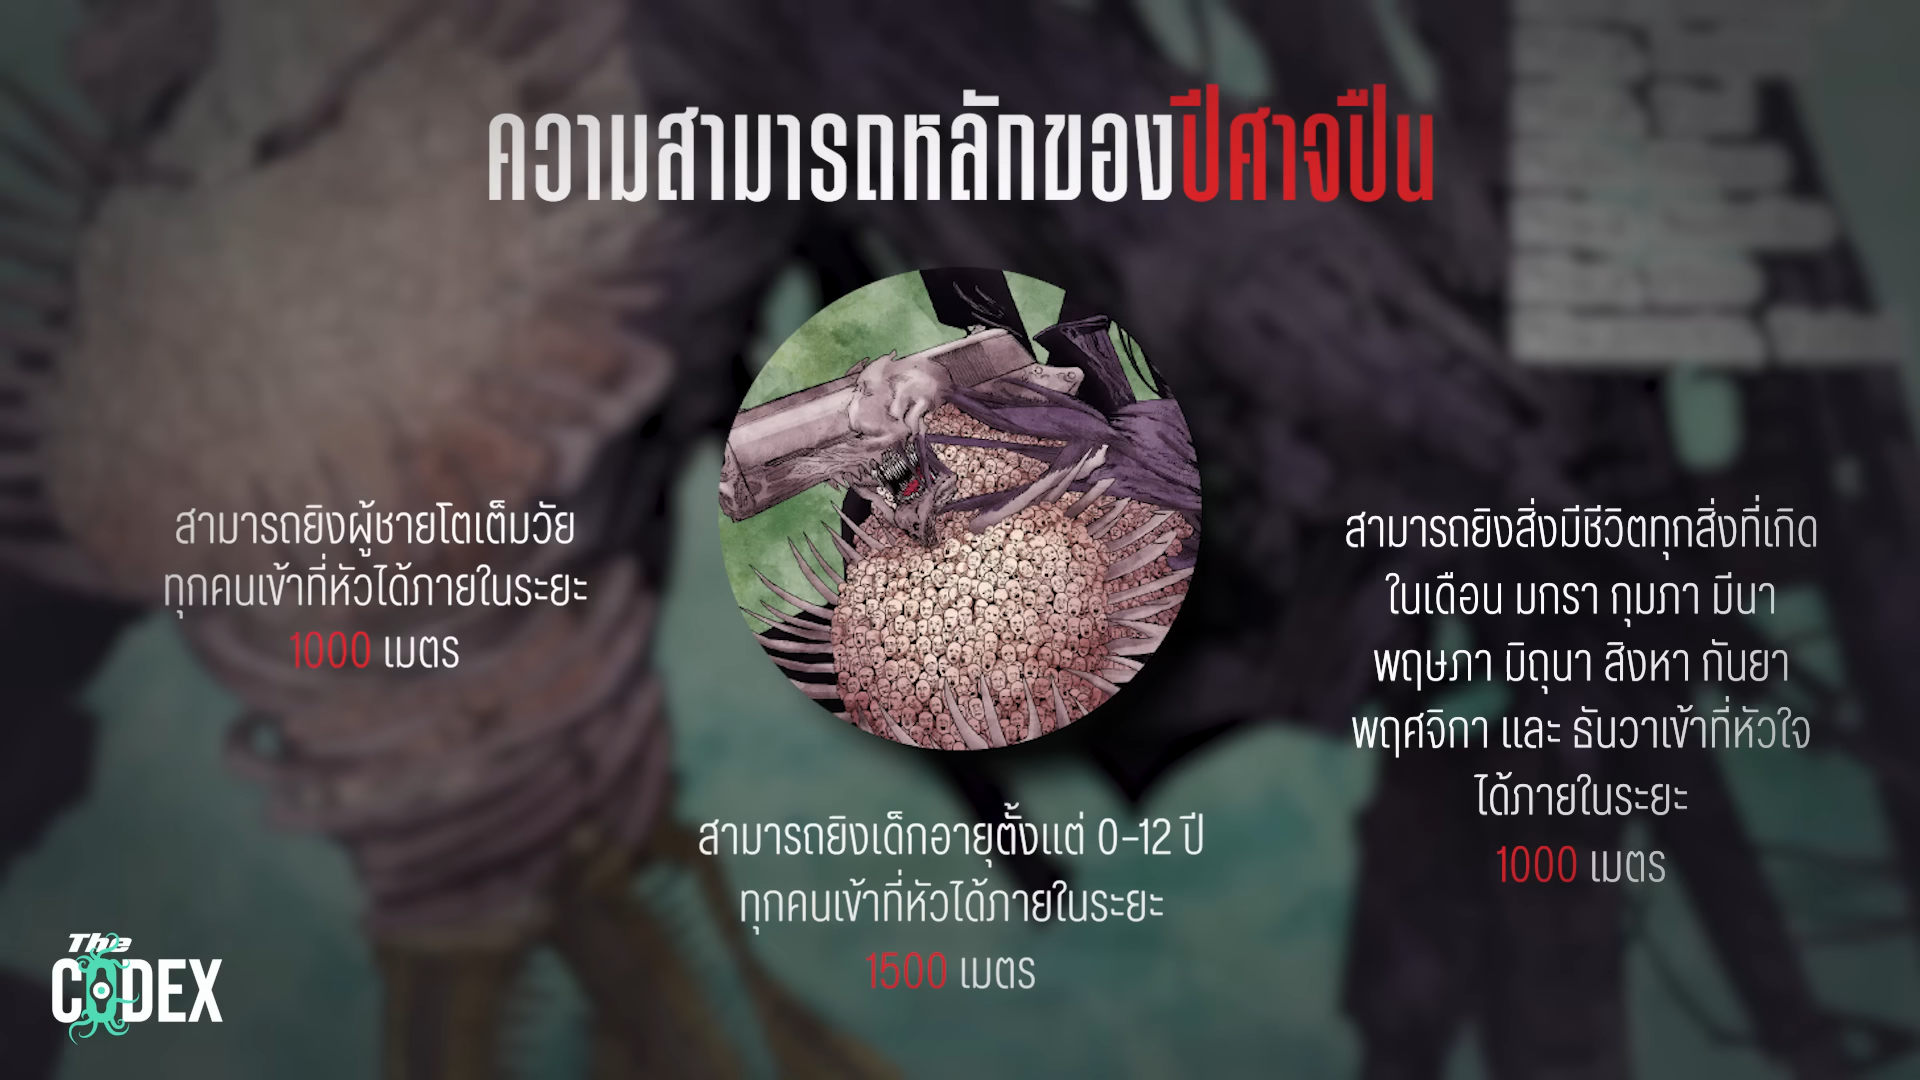 ความสามารถหลักของปีศาจปืน
สามารถยิงผู้ชายโตเต็มวัย
ทุกคนเข้าที่หัวได้ภายในระยะ
1000 เมตร
สามารถยิงเด็กอายุตั้งแต่ 0-12 ปี
ทุกคนเข้าที่หัวได้ภายในระยะ
1500 เมตร
สามารถยิงสิ่งมีชีวิตทุกสิ่งที่เกิด
ในเดือน มกรา กุมภา มีนา
พฤษภา มิถุนา สิงหา กันยา
พฤศจิกา และ ธันวาเข้าที่หัวใจ
ได้ภายในระยะ
1000 เมตร
The
CODEX